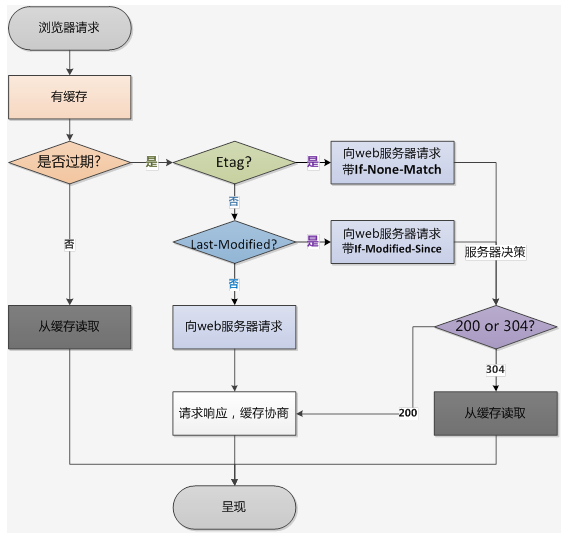 浏览器请求
有缓存
是否过期?
是
Etag?
是
向web服务器请求
带If-None-Match
否
否
Last-Modified?
是
向web服务器请求
带If-Modified-Since
服务器决策
否
从缓存读取
向web服务器请求
200 or 304?
304
请求响应，缓存协商
200
从缓存读取
呈现